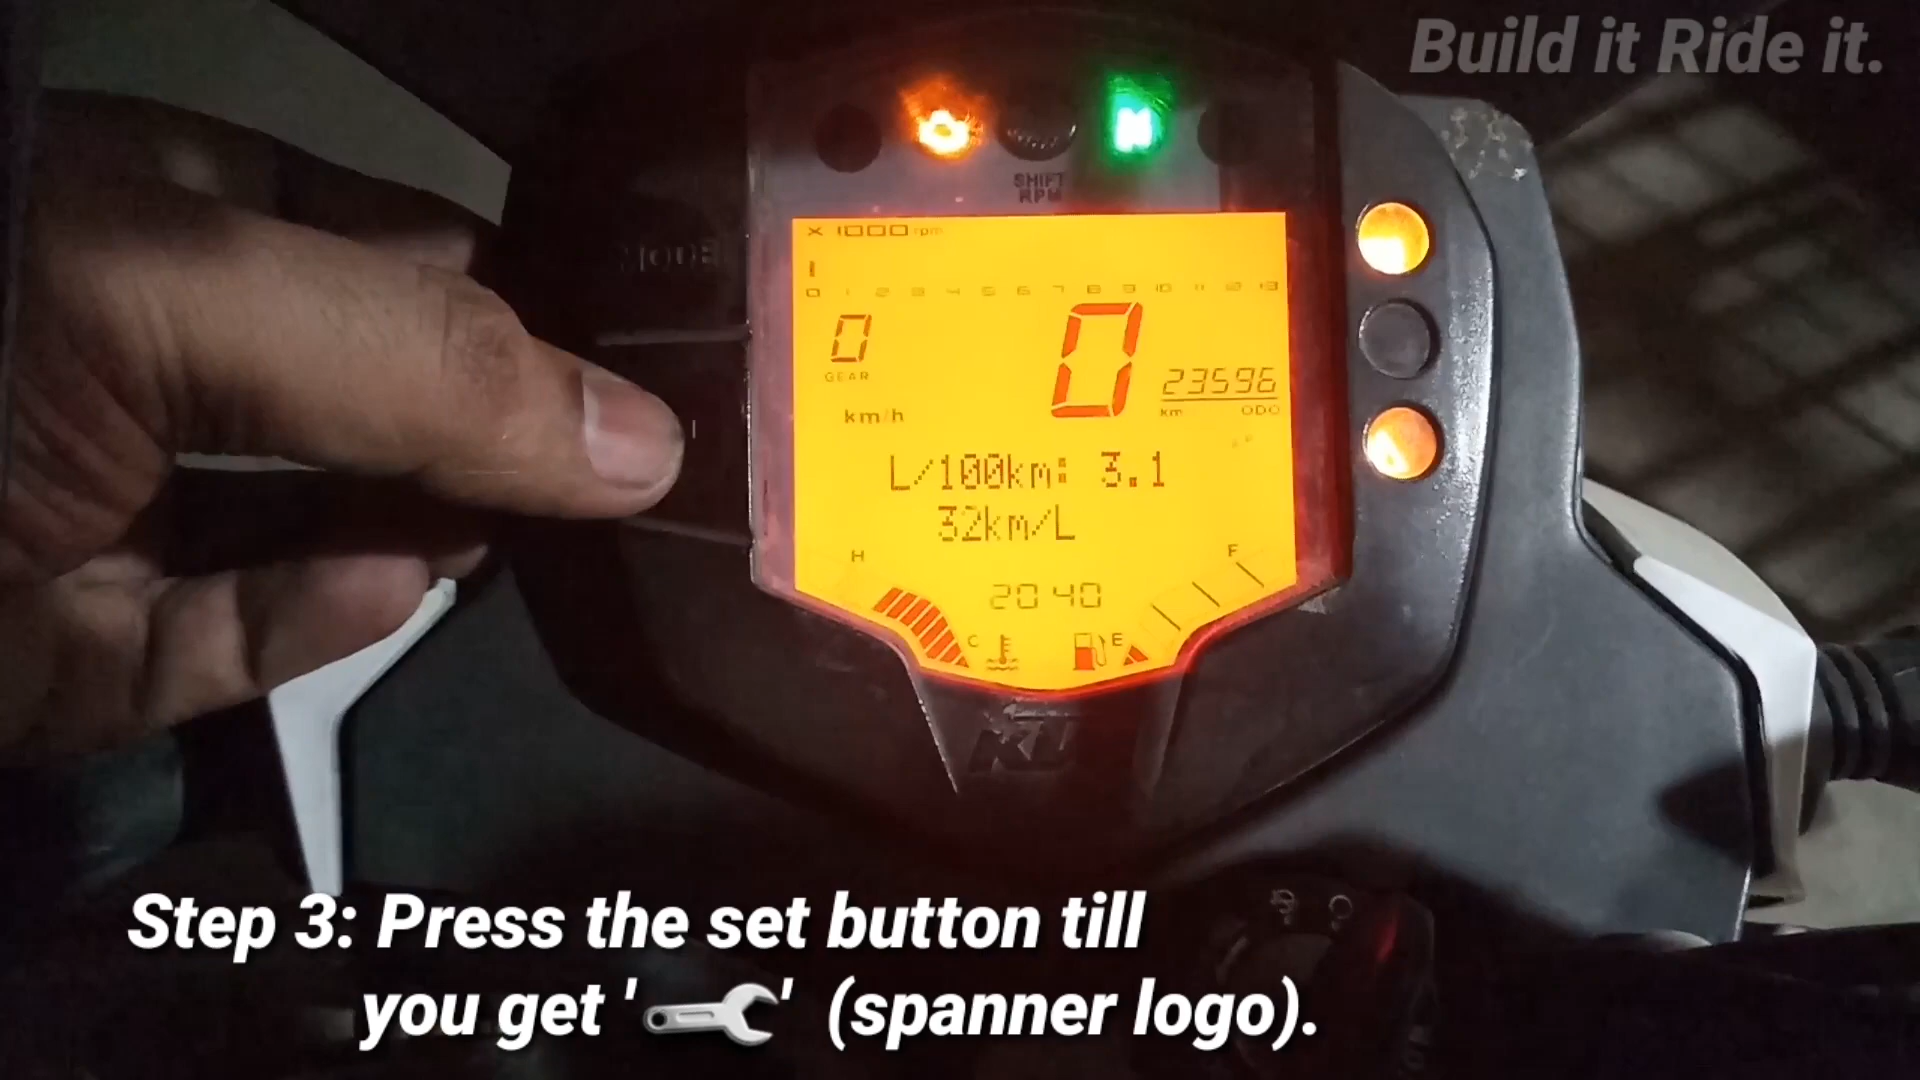 Build it Ride it.
SHIFT
RPM
MODE
X 1000 rpm
0 1 2 3 4 5 6 7 8 9 10 11 12 13
0
GEAR
0
23596
km ODO
km/h
L/100km: 3.1
32km/L
H
F
20 40
C
E
Step 3: Press the set button till
you get ' ' (spanner logo).